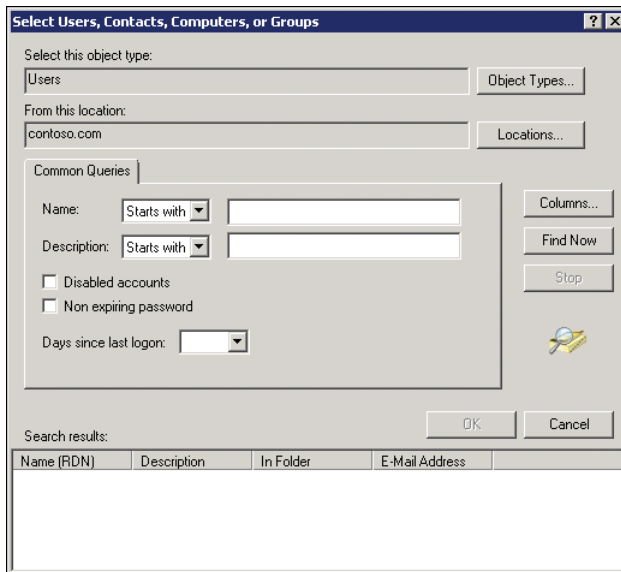 Select Users, Contacts, Computers, or Groups
Select this object type:
Users
Object Types...
From this location:
contoso.com
Locations...
Common Queries
Name: Starts with
Columns...
Description: Starts with
Find Now
Disabled accounts
Stop
Non expiring password
Days since last logon:
OK Cancel
Search results:
Name (RDN) Description In Folder E-Mail Address